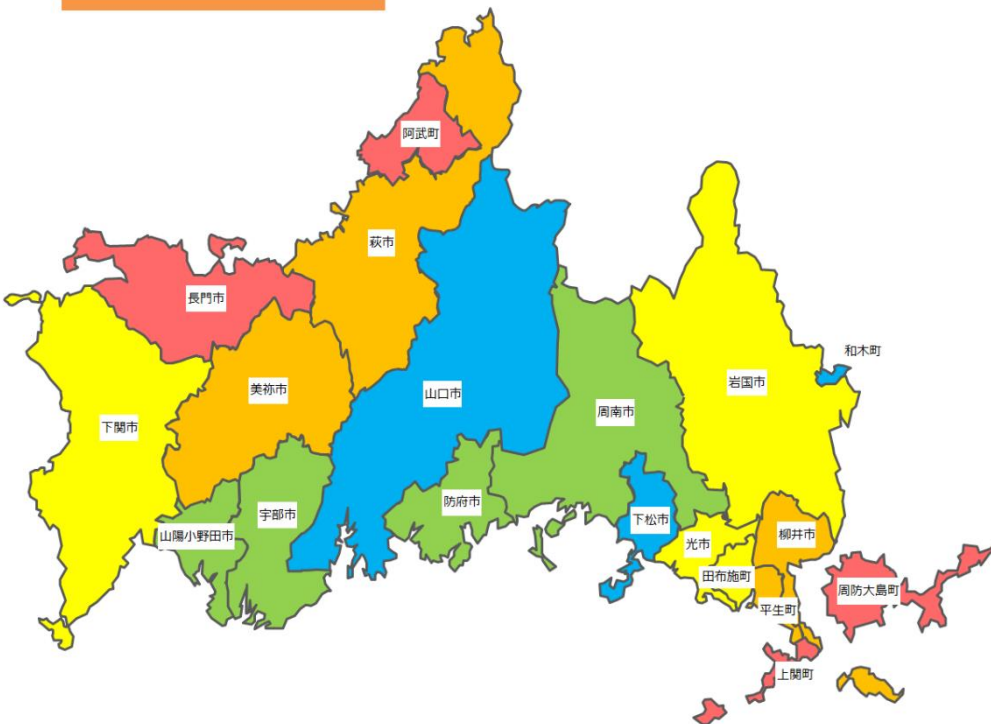 阿武町
萩市
長門市
和木町
岩国市
美祢市
山口市
周南市
下関市
防府市
宇部市
下松市
山陽小野田市
柳井市
光市
田布施町
周防大島町
平生町
上関町